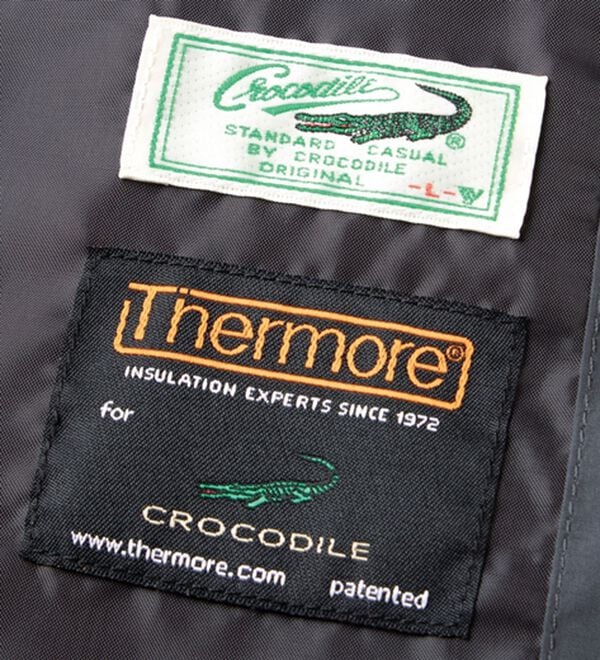 Crocodile
®
STANDARD CASUAL
BY CROCODILE
ORIGINAL -L-
Thermore®
INSULATION EXPERTS SINCE 1972
for
CROCODILE
www.thermore.com patented